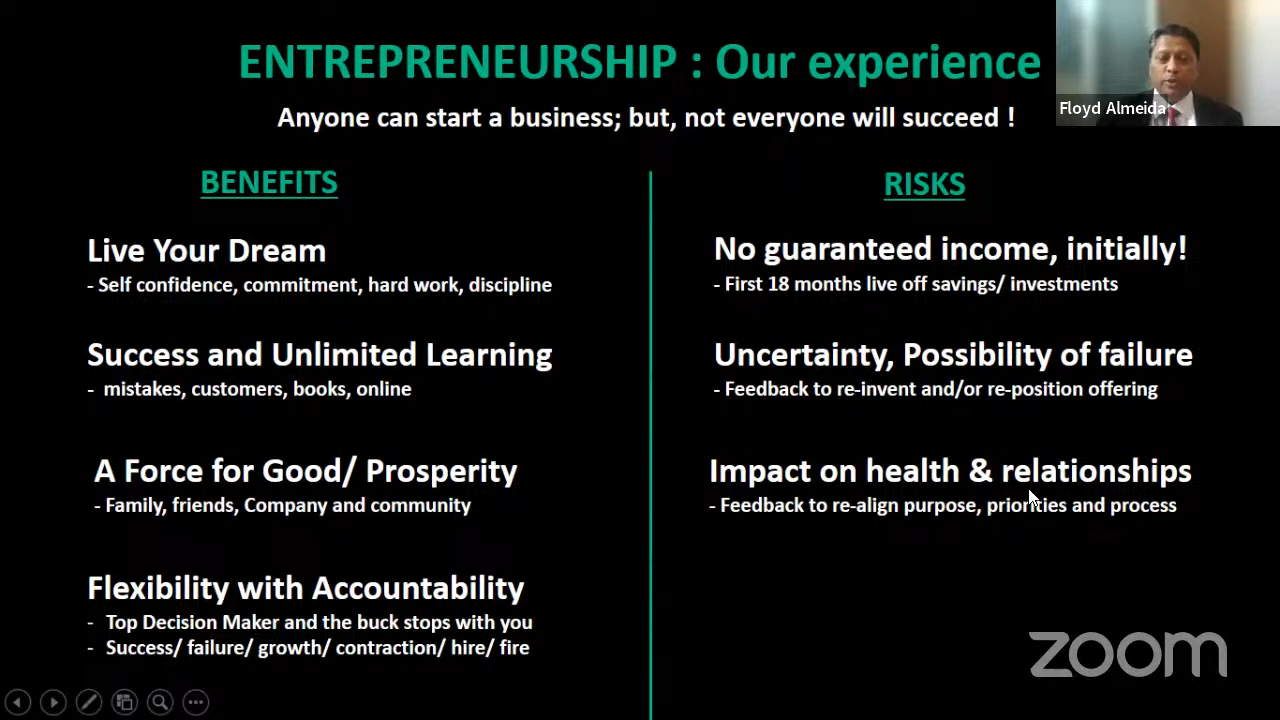 ENTREPRENEURSHIP : Our experience
Anyone can start a business; but, not everyone will succeed !
Floyd Almeida
BENEFITS
Live Your Dream
- Self confidence, commitment, hard work, discipline
Success and Unlimited Learning
- mistakes, customers, books, online
A Force for Good/ Prosperity
- Family, friends, Company and community
Flexibility with Accountability
- Top Decision Maker and the buck stops with you
- Success/ failure/ growth/ contraction/ hire/ fire
RISKS
No guaranteed income, initially!
- First 18 months live off savings/ investments
Uncertainty, Possibility of failure
- Feedback to re-invent and/or re-position offering
Impact on health & relationships
- Feedback to re-align purpose, priorities and process
zoom